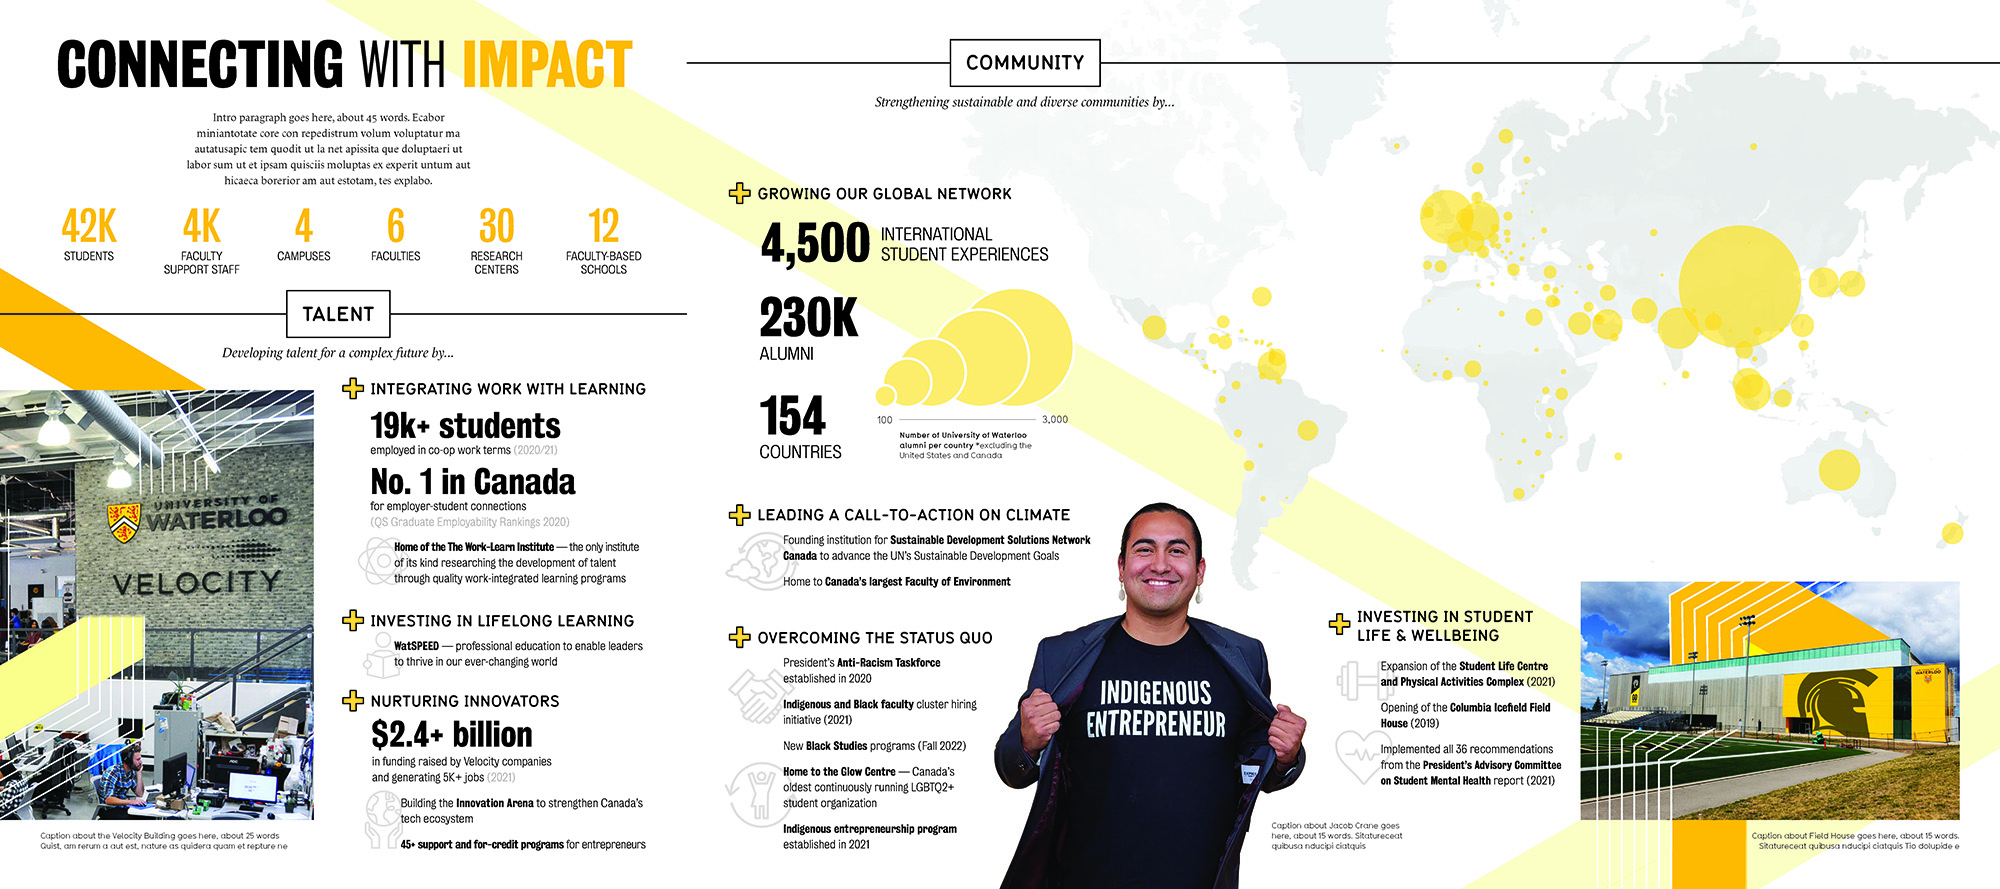 CONNECTING WITH IMPACT
Intro paragraph goes here, about 45 words. Ecabor
miniantotate core con repedistrum volum voluptatur ma
autatusapic tem quodit ut la net apissita que doluptaeri ut
labor sum ut et ipsam quisciis moluptas ex experit untum aut
hicaeca borerior am aut estotam, tes explabo.
42K
STUDENTS
4K
FACULTY
SUPPORT STAFF
4
CAMPUSES
6
FACULTIES
30
RESEARCH
CENTERS
12
FACULTY-BASED
SCHOOLS
TALENT
Developing talent for a complex future by...
UNIVERSITY OF
WATERLOO
VELOCITY
Caption about the Velocity Building goes here, about 25 words
Quist, am rerum a aut est, nature as quidera quam et repture ne
INTEGRATING WORK WITH LEARNING
19k+ students
employed in co-op work terms (2020/21)
No. 1 in Canada
for employer-student connections
(QS Graduate Employability Rankings 2020)
Home of the The Work-Learn Institute — the only institute
of its kind researching the development of talent
through quality work-integrated learning programs
INVESTING IN LIFELONG LEARNING
WatSPEED — professional education to enable leaders
to thrive in our ever-changing world
NURTURING INNOVATORS
$2.4+ billion
in funding raised by Velocity companies
and generating 5K+ jobs (2021)
Building the Innovation Arena to strengthen Canada's
tech ecosystem
45+ support and for-credit programs for entrepreneurs
COMMUNITY
Strengthening sustainable and diverse communities by...
GROWING OUR GLOBAL NETWORK
4,500 INTERNATIONAL
STUDENT EXPERIENCES
230K
ALUMNI
154
COUNTRIES
100
3,000
Number of University of Waterloo
alumni per country *excluding the
United States and Canada
LEADING A CALL-TO-ACTION ON CLIMATE
Founding institution for Sustainable Development Solutions Network
Canada to advance the UN's Sustainable Development Goals
Home to Canada's largest Faculty of Environment
OVERCOMING THE STATUS QUO
President's Anti-Racism Taskforce
established in 2020
Indigenous and Black faculty cluster hiring
initiative (2021)
New Black Studies programs (Fall 2022)
Home to the Glow Centre — Canada's
oldest continuously running LGBTQ2+
student organization
Indigenous entrepreneurship program
established in 2021
INDIGENOUS
ENTREPRENEUR
Caption about Jacob Crane goes
here, about 15 words. Sitatureceat
quibusa nducipi ciatquis
INVESTING IN STUDENT
LIFE & WELLBEING
Expansion of the Student Life Centre
and Physical Activities Complex (2021)
Opening of the Columbia Icefield Field
House (2019)
Implemented all 36 recommendations
from the President's Advisory Committee
on Student Mental Health report (2021)
WATERLOO
Caption about Field House goes here, about 15 words.
Sitatureceat quibusa nducipi ciatquis Tio dolupide e